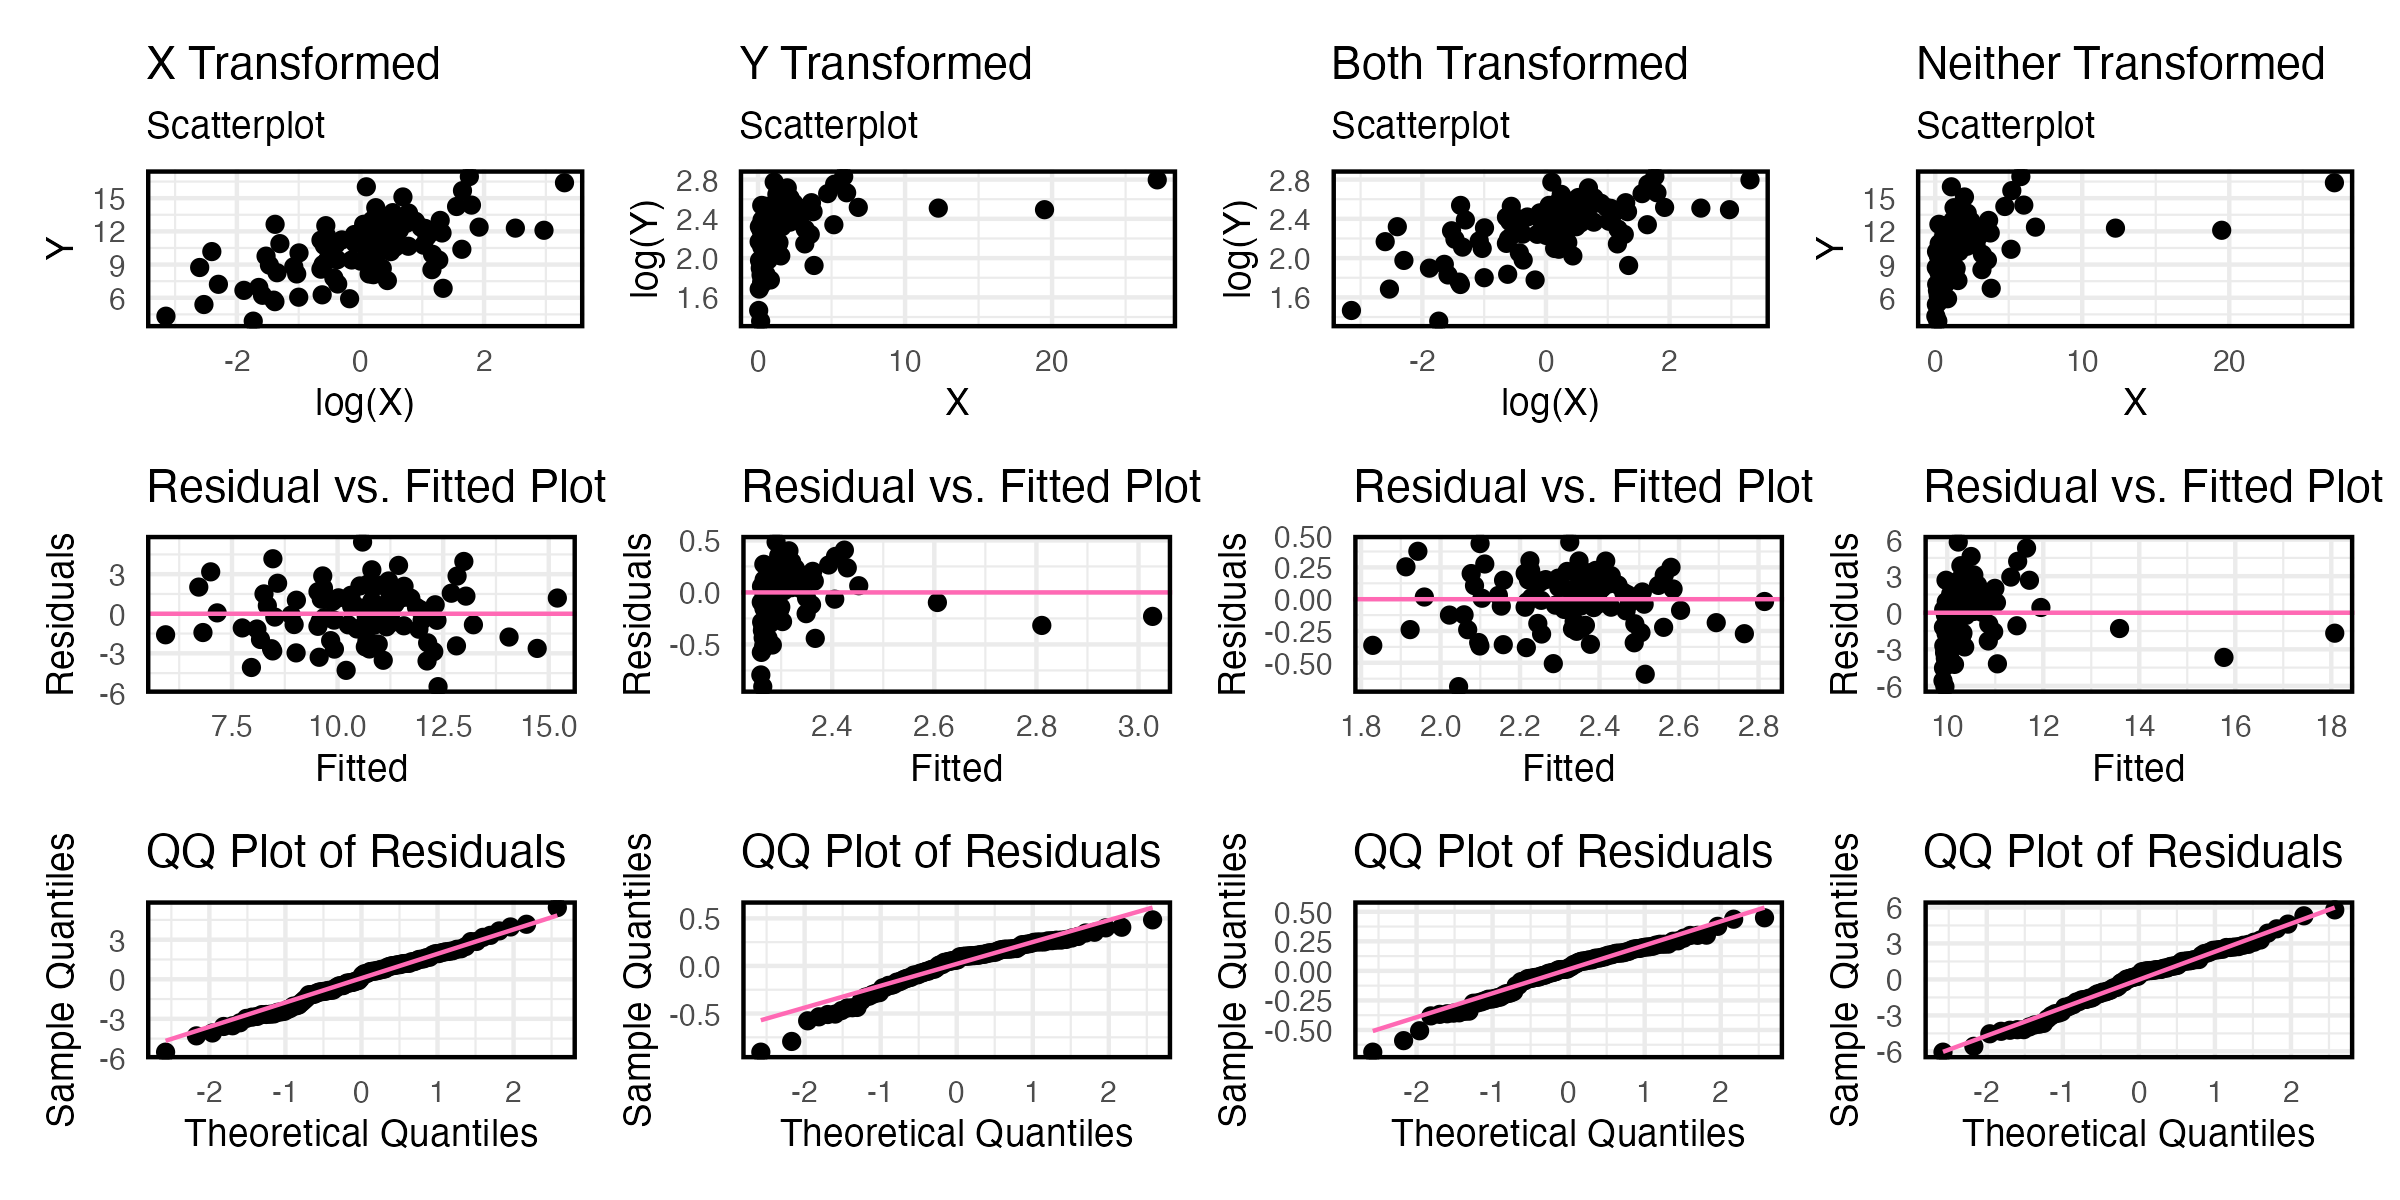 X Transformed
Y Transformed
Both Transformed
Neither Transformed
Scatterplot
Scatterplot
Scatterplot
Scatterplot
Y
15
12
9
6
-2 0 2
log(X)
log(Y)
2.8
2.4
2.0
1.6
0 10 20
X
log(Y)
2.8
2.4
2.0
1.6
-2 0 2
log(X)
Y
15
12
9
6
0 10 20
X
Residual vs. Fitted Plot
Residual vs. Fitted Plot
Residual vs. Fitted Plot
Residual vs. Fitted Plot
Residuals
3
0
-3
-6
7.5 10.0 12.5 15.0
Fitted
Residuals
0.5
0.0
-0.5
2.4 2.6 2.8 3.0
Fitted
Residuals
0.50
0.25
0.00
-0.25
-0.50
1.8 2.0 2.2 2.4 2.6 2.8
Fitted
Residuals
6
3
0
-3
-6
10 12 14 16 18
Fitted
QQ Plot of Residuals
QQ Plot of Residuals
QQ Plot of Residuals
QQ Plot of Residuals
Sample Quantiles
3
0
-3
-6
-2 -1 0 1 2
Theoretical Quantiles
Sample Quantiles
0.5
0.0
-0.5
-2 -1 0 1 2
Theoretical Quantiles
Sample Quantiles
0.50
0.25
0.00
-0.25
-0.50
-2 -1 0 1 2
Theoretical Quantiles
Sample Quantiles
6
3
0
-3
-6
-2 -1 0 1 2
Theoretical Quantiles